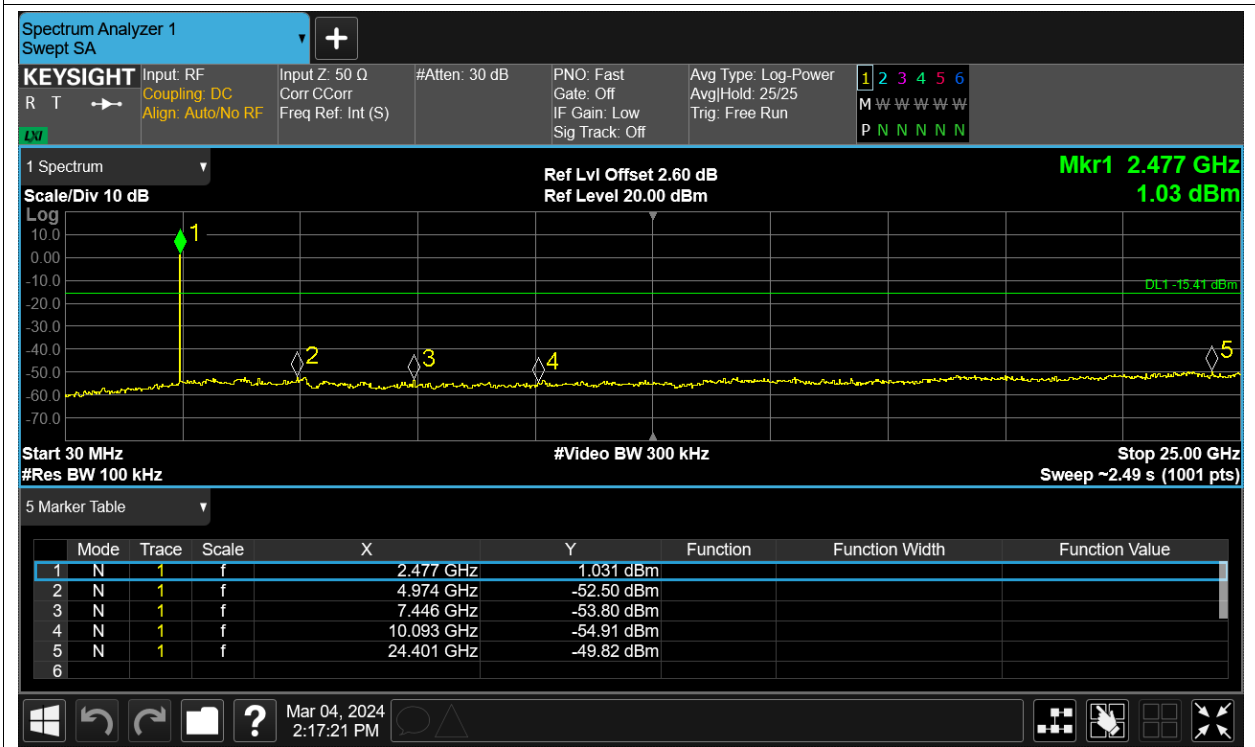 Spectrum Analyzer 1
Swept SA
KEYSIGHT
R T
LXI
Input: RF
Coupling: DC
Align: Auto/No RF
Input Z: 50 Ω
Corr CCorr
Freq Ref: Int (S)
#Atten: 30 dB
PNO: Fast
Gate: Off
IF Gain: Low
Sig Track: Off
Avg Type: Log-Power
Avg|Hold: 25/25
Trig: Free Run
1 2 3 4 5 6
M W W W W W
P N N N N N
1 Spectrum
Scale/Div 10 dB
Ref Lvl Offset 2.60 dB
Ref Level 20.00 dBm
Mkr1 2.477 GHz
1.03 dBm
Log
10.0
0.00
-10.0
-20.0
-30.0
-40.0
-50.0
-60.0
-70.0
1
2
3
4
5
DL1 -15.41 dBm
Start 30 MHz
#Res BW 100 kHz
#Video BW 300 kHz
Stop 25.00 GHz
Sweep ~2.49 s (1001 pts)
5 Marker Table
Mode Trace Scale X Y Function Function Width Function Value
1 N 1 f 2.477 GHz 1.031 dBm
2 N 1 f 4.974 GHz -52.50 dBm
3 N 1 f 7.446 GHz -53.80 dBm
4 N 1 f 10.093 GHz -54.91 dBm
5 N 1 f 24.401 GHz -49.82 dBm
6
?
Mar 04, 2024
2:17:21 PM